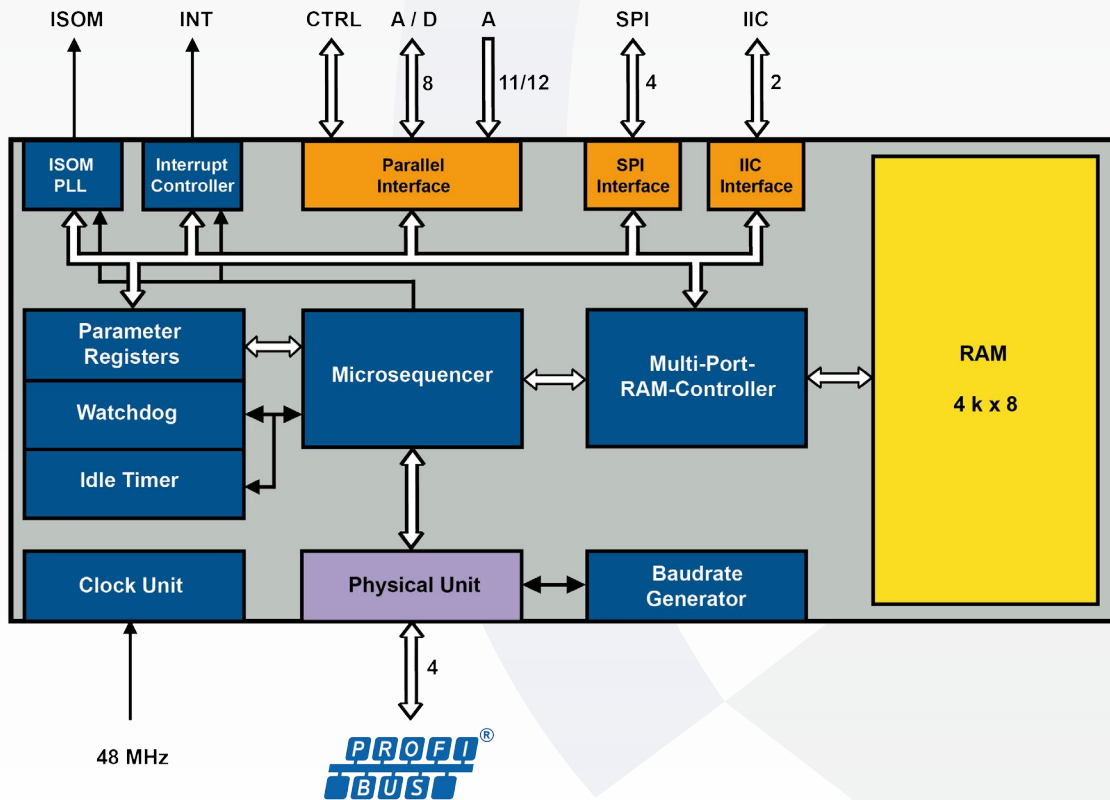 ISOM INT CTRL A / D A SPI IIC
8 11/12 4 2
ISOM
PLL
Interrupt
Controller
Parallel
Interface
SPI
Interface
IIC
Interface
Parameter
Registers
Watchdog
Idle Timer
Microsequencer
Multi-Port-
RAM-Controller
RAM
4 k x 8
Clock Unit
Physical Unit
Baudrate
Generator
4
48 MHz
PROFI®
BUS